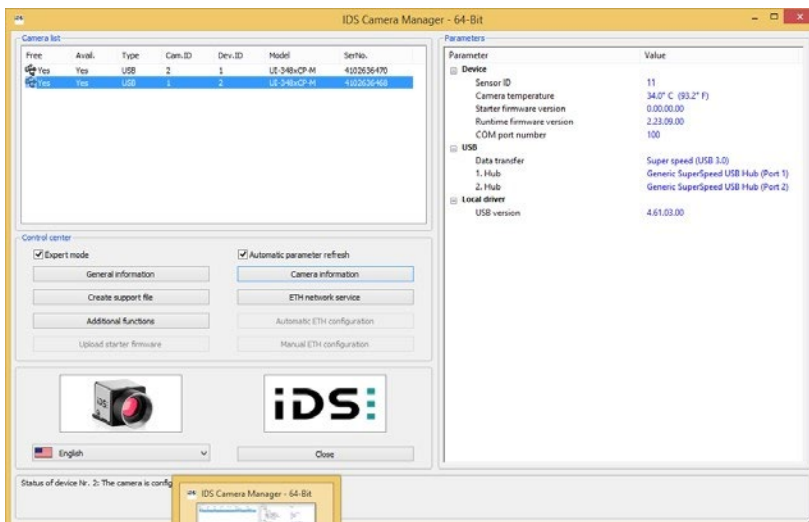 IDS Camera Manager - 64-Bit
Camera list
Free Avail. Type Cam.ID Dev.ID Model SerNo.
Yes Yes USB 2 1 UI-348xCP-M 4102636470
Yes Yes USB 1 2 UI-348xCP-M 4102636468
Control center
Expert mode
Automatic parameter refresh
General information
Camera information
Create support file
ETH network service
Additional functions
Automatic ETH configuration
Upload starter firmware
Manual ETH configuration
iDS:
iDS:
English
Close
Parameters
Parameter Value
Device
Sensor ID 11
Camera temperature 34.0° C (93.2° F)
Starter firmware version 0.00.00.00
Runtime firmware version 2.23.09.00
COM port number 100
USB
Data transfer Super speed (USB 3.0)
1. Hub Generic SuperSpeed USB Hub (Port 1)
2. Hub Generic SuperSpeed USB Hub (Port 2)
Local driver
USB version 4.61.03.00
Status of device Nr. 2: The camera is config
IDS Camera Manager - 64-Bit